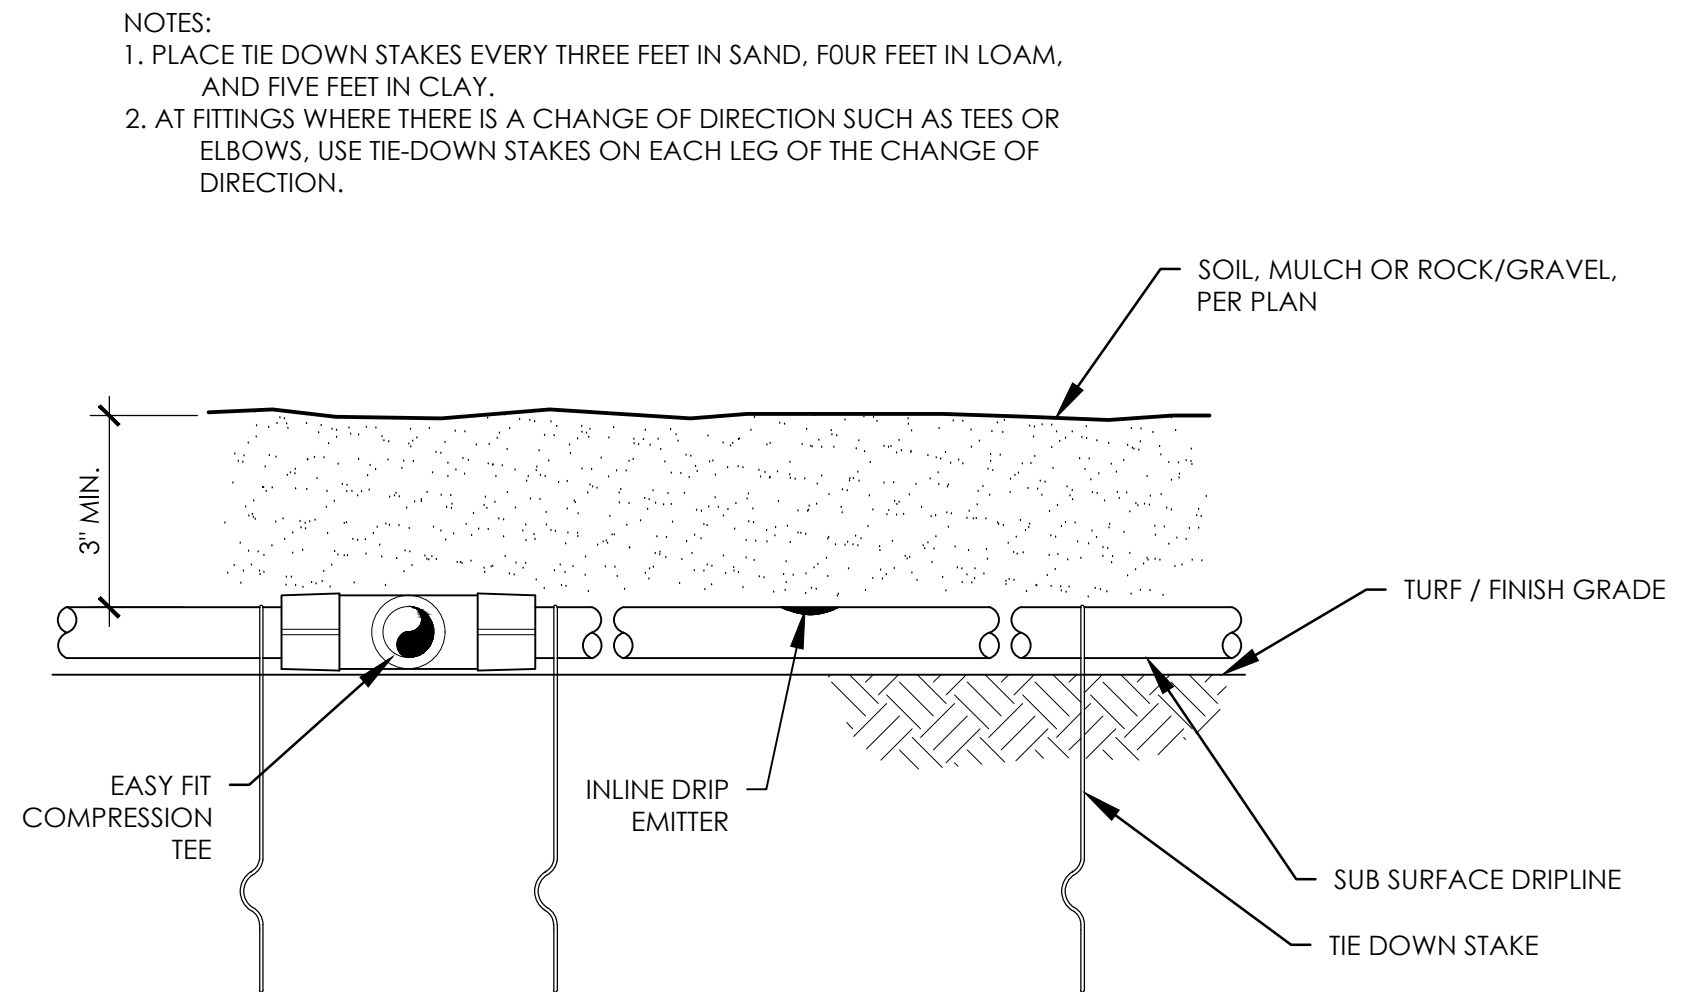 NOTES:
1. PLACE TIE DOWN STAKES EVERY THREE FEET IN SAND, F0UR FEET IN LOAM,
AND FIVE FEET IN CLAY.
2. AT FITTINGS WHERE THERE IS A CHANGE OF DIRECTION SUCH AS TEES OR
ELBOWS, USE TIE-DOWN STAKES ON EACH LEG OF THE CHANGE OF
DIRECTION.
SOIL, MULCH OR ROCK/GRAVEL,
PER PLAN
3" MIN.
TURF / FINISH GRADE
EASY FIT
COMPRESSION
TEE
INLINE DRIP
EMITTER
SUB SURFACE DRIPLINE
TIE DOWN STAKE